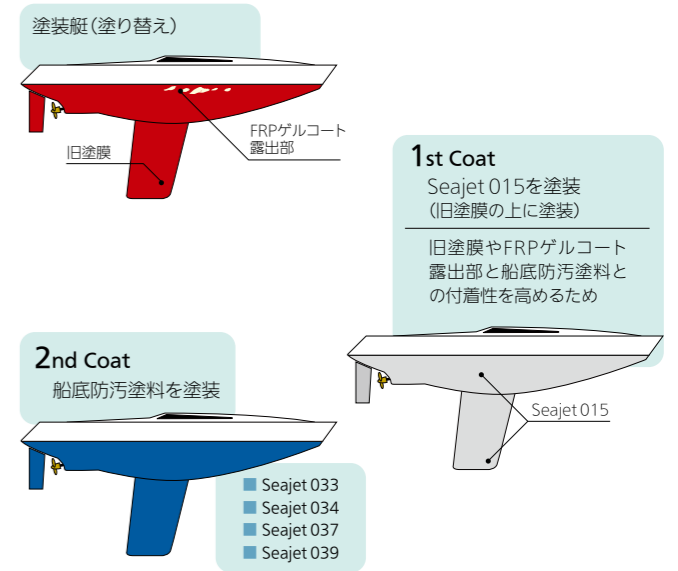 塗装艇(塗り替え)
FRPゲルコート
露出部
旧塗膜
1st Coat
Seajet 015を塗装
(旧塗膜の上に塗装)
旧塗膜やFRPゲルコート
露出部と船底防汚塗料と
の付着性を高めるため
Seajet 015
2nd Coat
船底防汚塗料を塗装
Seajet 033
Seajet 034
Seajet 037
Seajet 039